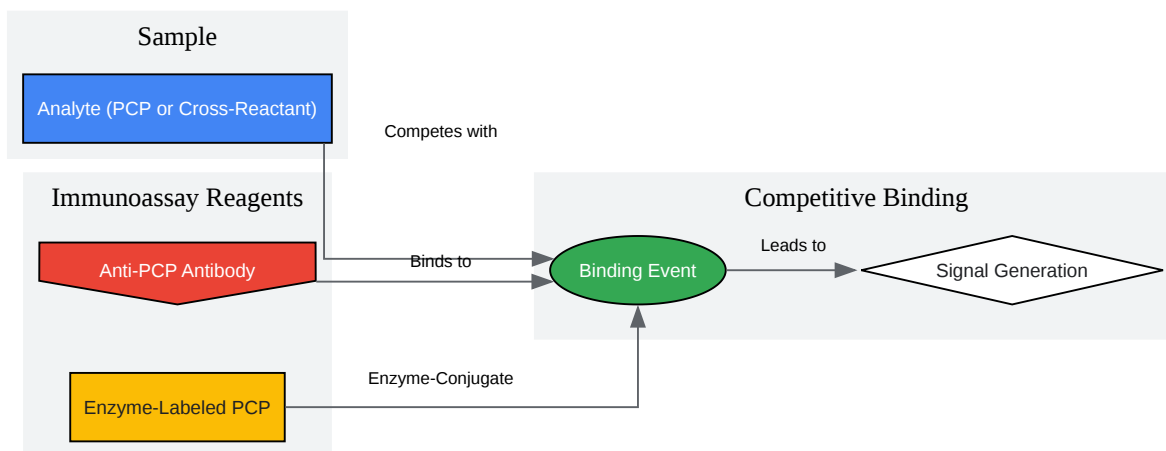 Sample
Analyte (PCP or Cross-Reactant)
Competes with
Immunoassay Reagents
Competitive Binding
Anti-PCP Antibody
Binds to
Binding Event
Leads to
Signal Generation
Enzyme-Conjugate
Enzyme-Labeled PCP